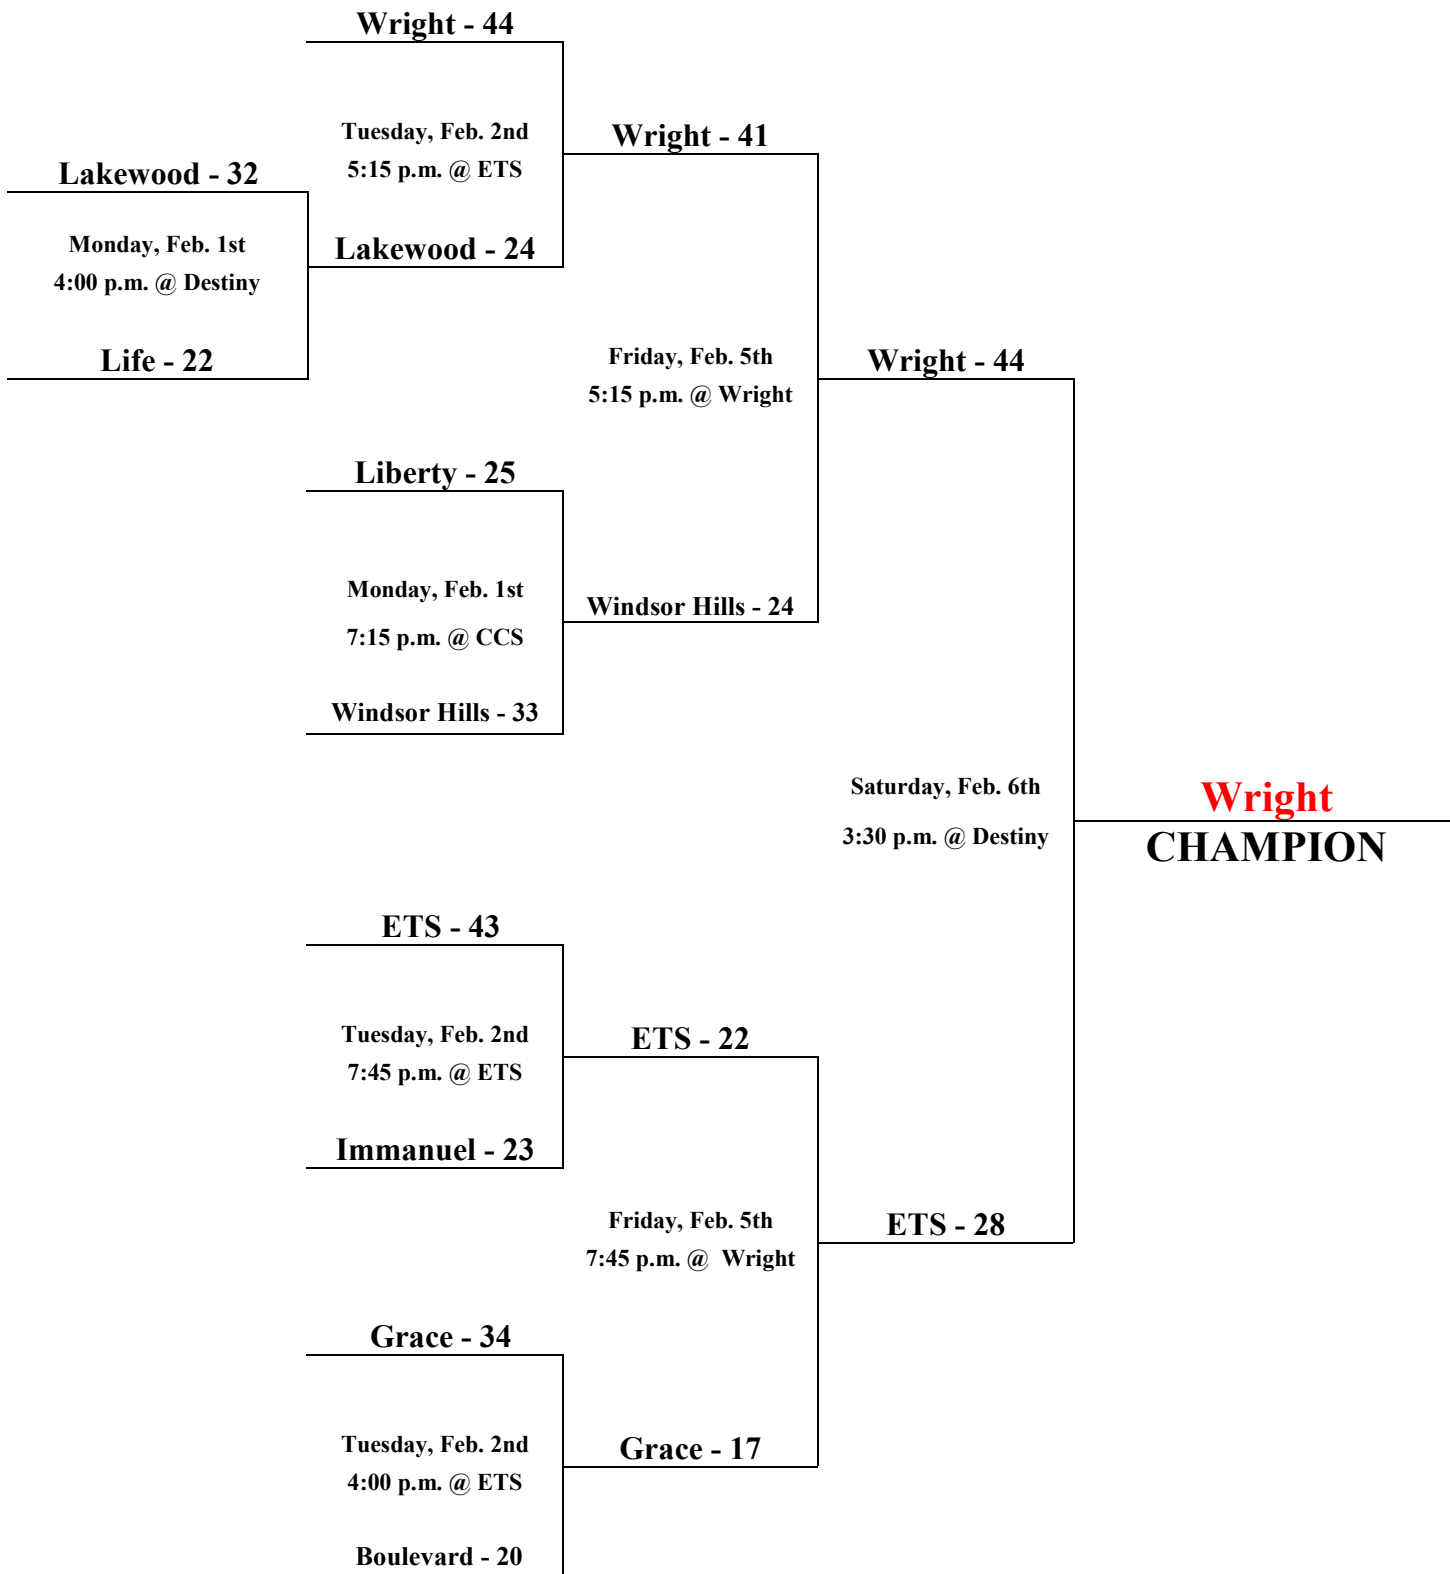 Wright - 44
Tuesday, Feb. 2nd
5:15 p.m. @ ETS
Wright - 41
Lakewood - 32
Monday, Feb. 1st
4:00 p.m. @ Destiny
Lakewood - 24
Life - 22
Friday, Feb. 5th
5:15 p.m. @ Wright
Wright - 44
Liberty - 25
Monday, Feb. 1st
7:15 p.m. @ CCS
Windsor Hills - 24
Windsor Hills - 33
Saturday, Feb. 6th
3:30 p.m. @ Destiny
Wright
CHAMPION
ETS - 43
Tuesday, Feb. 2nd
7:45 p.m. @ ETS
ETS - 22
Immanuel - 23
Friday, Feb. 5th
7:45 p.m. @ Wright
ETS - 28
Grace - 34
Tuesday, Feb. 2nd
4:00 p.m. @ ETS
Grace - 17
Boulevard - 20